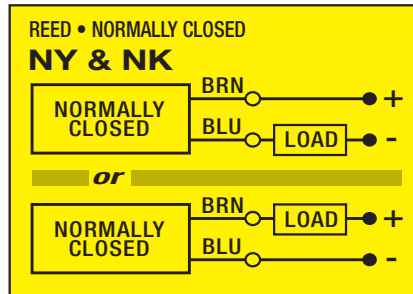 REED • NORMALLY CLOSED
NY & NK
BRN +
NORMALLY
CLOSED
BLU LOAD -
or
BRN LOAD +
NORMALLY
CLOSED
BLU -